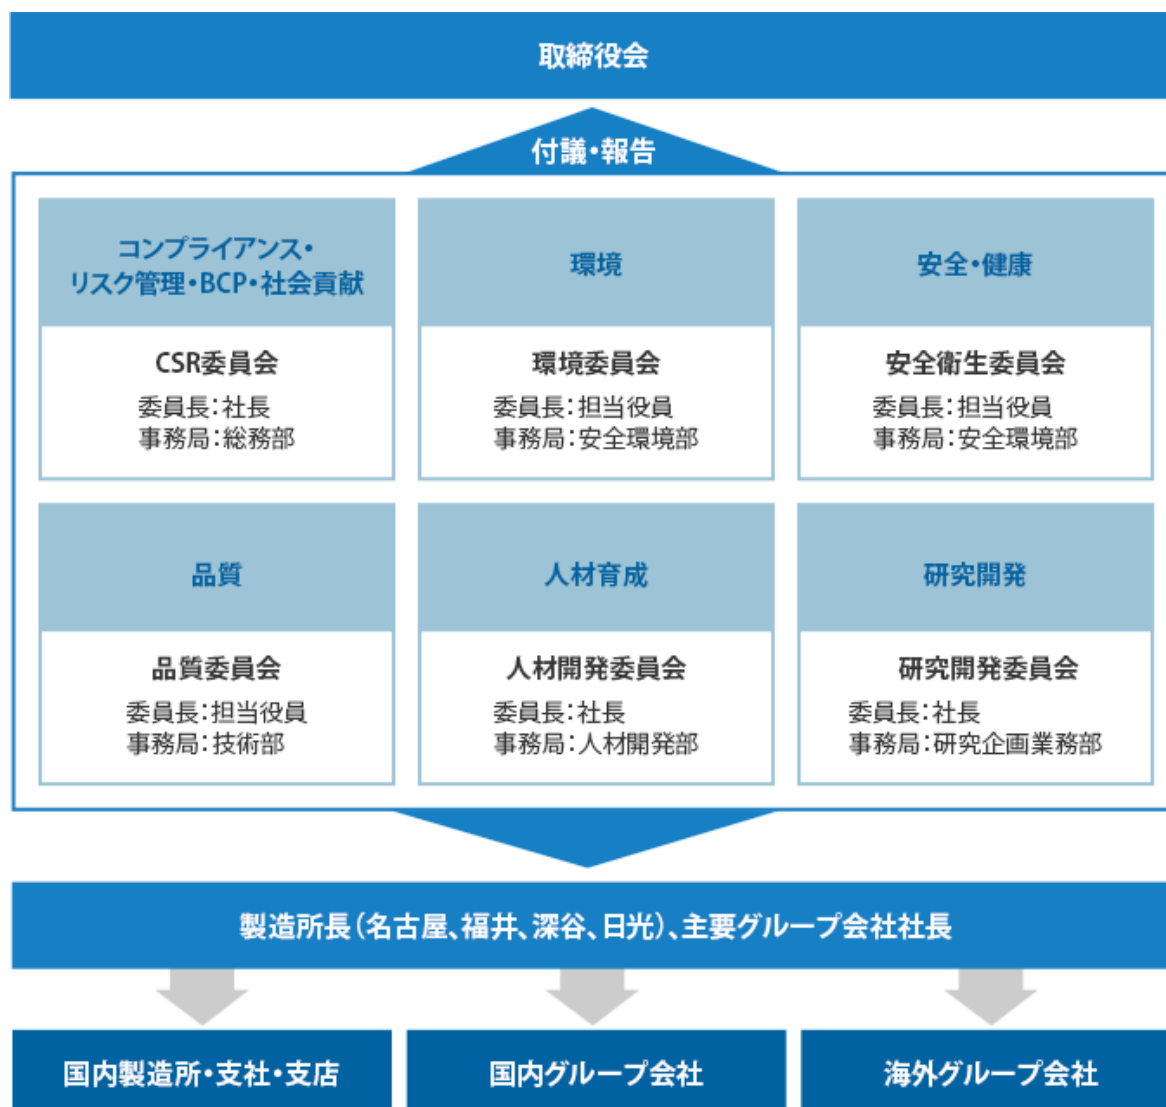 取締役会
付議・報告
コンプライアンス・
リスク管理・BCP・社会貢献
CSR委員会
委員長：社長
事務局：総務部
環境
環境委員会
委員長：担当役員
事務局：安全環境部
安全・健康
安全衛生委員会
委員長：担当役員
事務局：安全環境部
品質
品質委員会
委員長：担当役員
事務局：技術部
人材育成
人材開発委員会
委員長：社長
事務局：人材開発部
研究開発
研究開発委員会
委員長：社長
事務局：研究企画業務部
製造所長（名古屋、福井、深谷、日光）、主要グループ会社社長
国内製造所・支社・支店
国内グループ会社
海外グループ会社